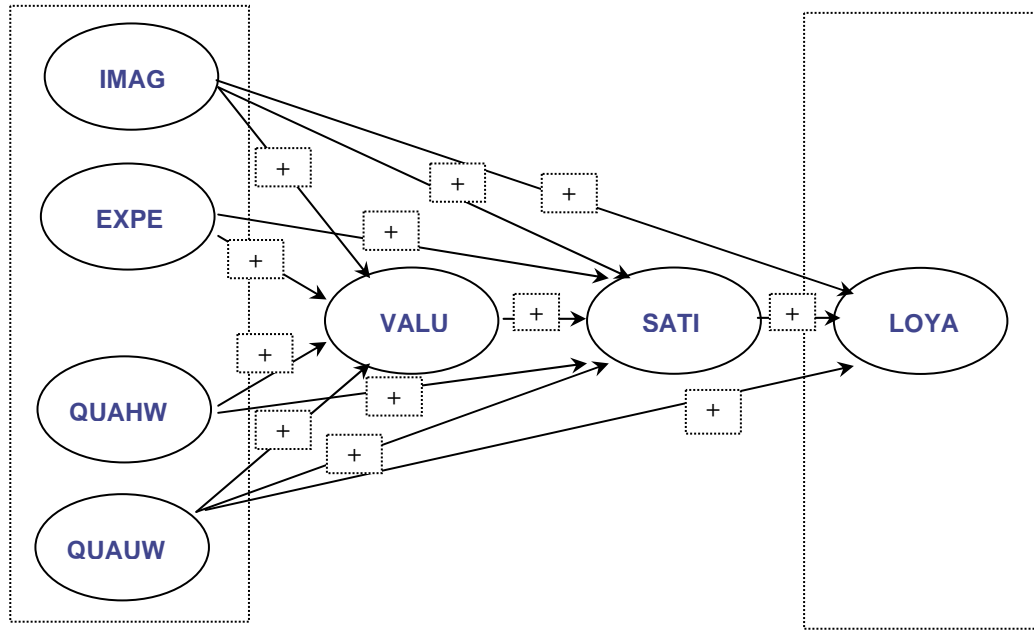 IMAG
+
+
+
EXPE
+
+
VALU
+
SATI
+
LOYA
+
QUAHW
+
+
+
+
QUAUW